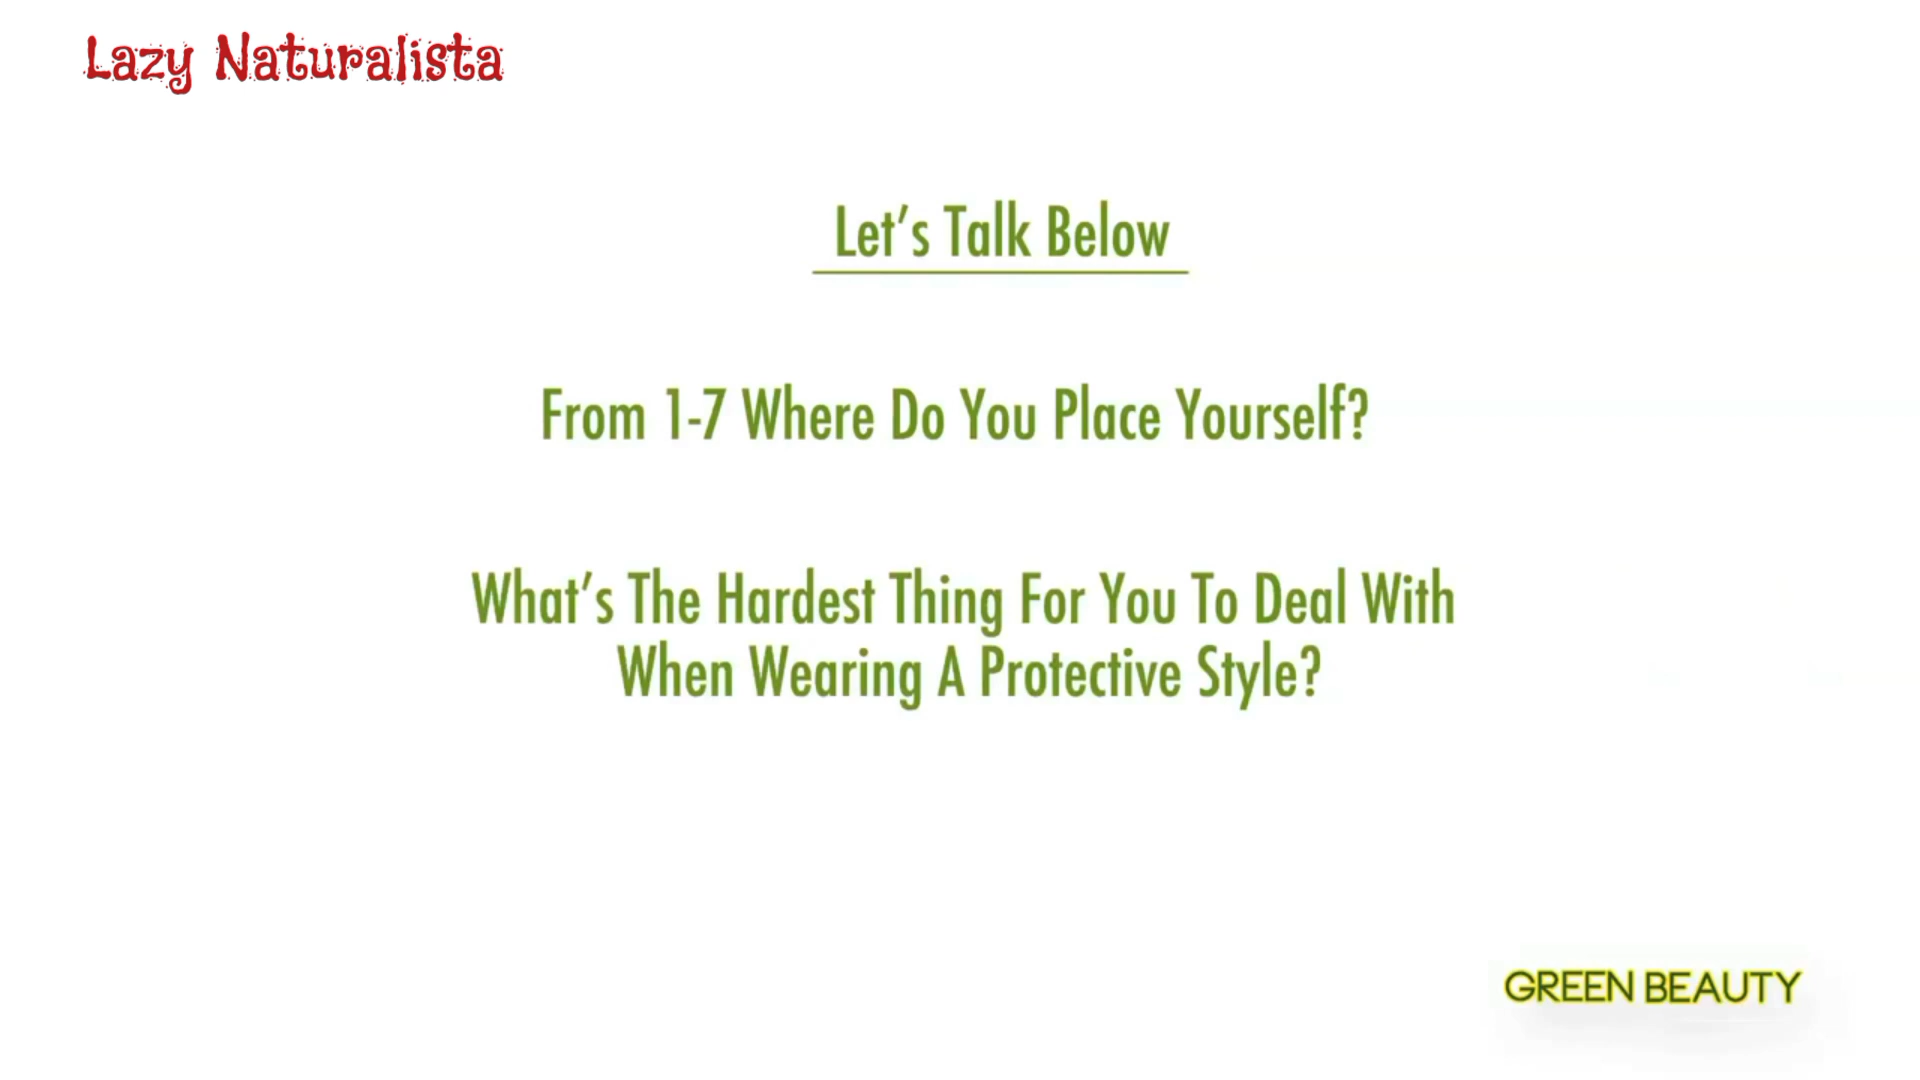 Lazy Naturalista
Let's Talk Below
From 1-7 Where Do You Place Yourself?
What's The Hardest Thing For You To Deal With
When Wearing A Protective Style?
GREEN BEAUTY